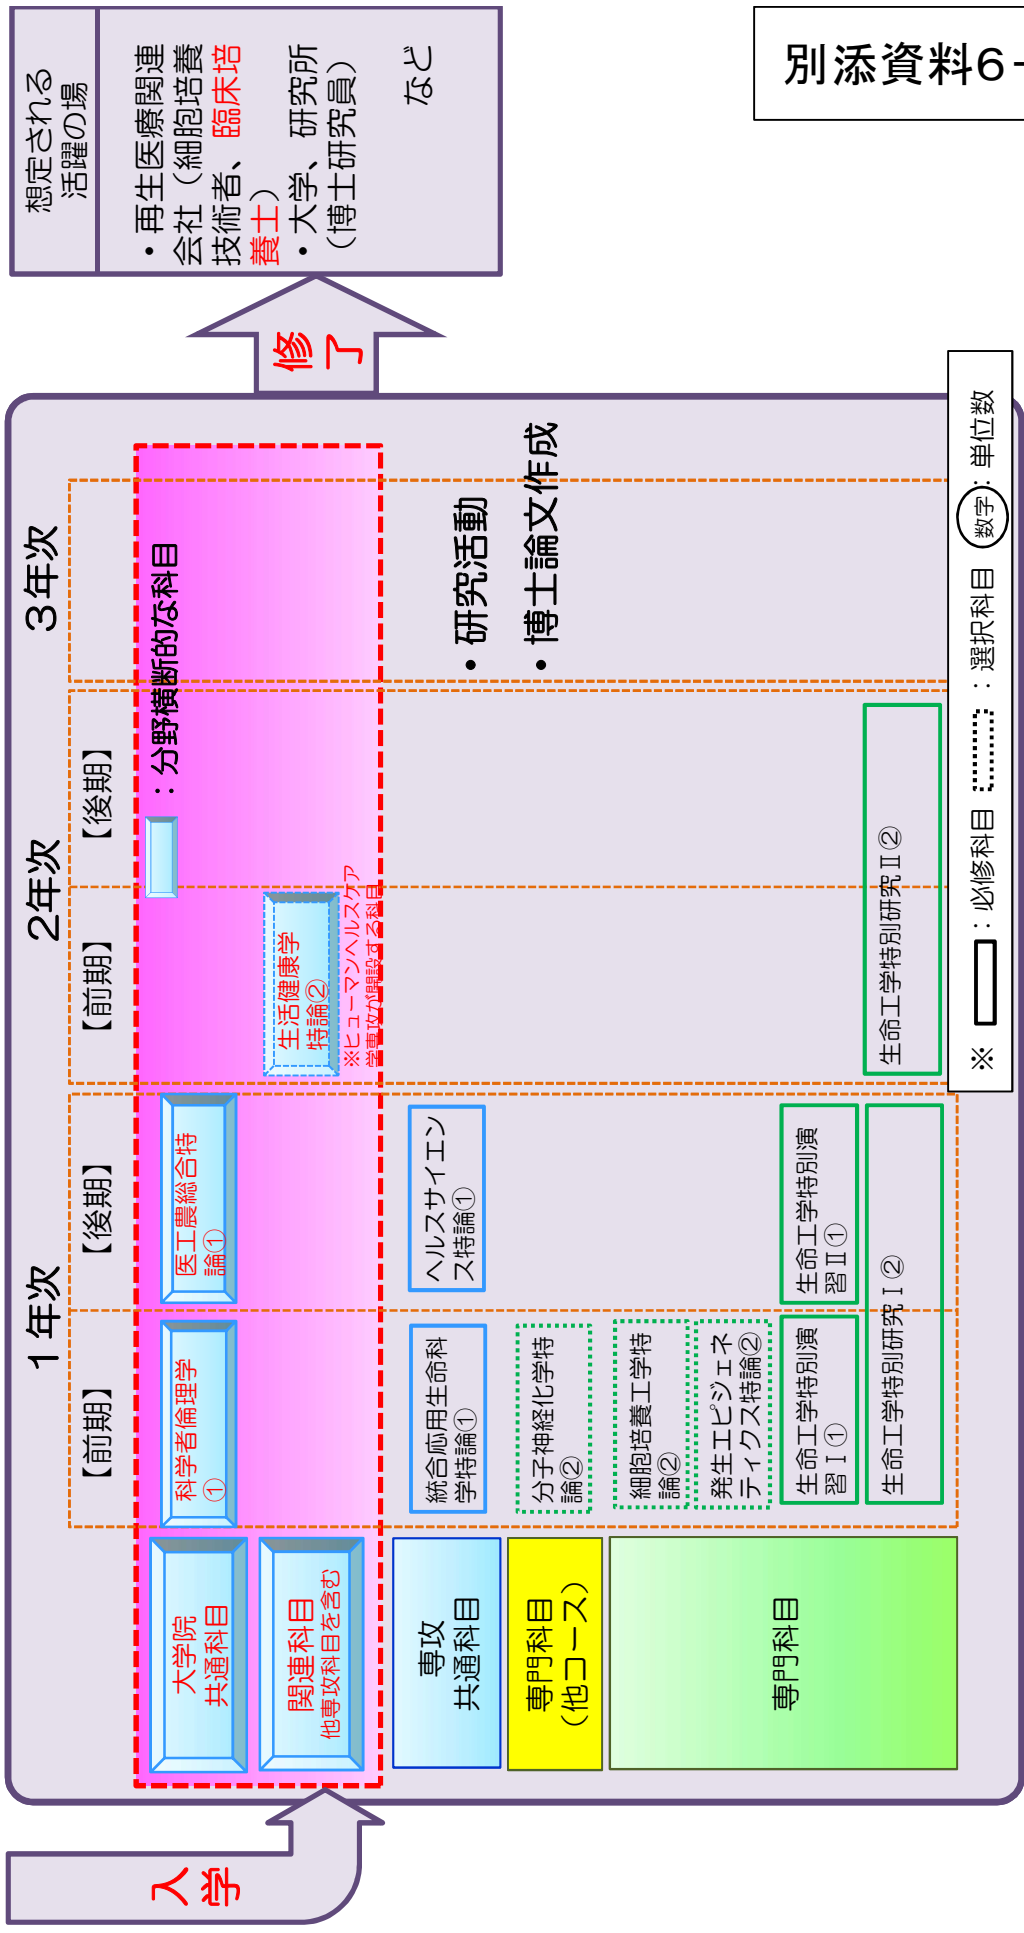 別添資料6-
入
学
1年次
2年次
3年次
【前期】
【後期】
【前期】
【後期】
：分野横断的な科目
大学院
共通科目
科学者倫理学
①
医工農総合特
論①
関連科目
他専攻科目を含む
生活健康学
特論②
※ヒューマンヘルスケア
学専攻が開設する科目
専攻
共通科目
統合応用生命科
学特論①
ヘルスサイエン
ス特論①
専門科目
（他コース）
分子神経化学特
論②
専門科目
細胞培養工学特
論②
発生エピジェネ
ティクス特論②
生命工学特別演
習Ⅰ①
生命工学特別演
習Ⅱ①
生命工学特別研究Ⅰ②
生命工学特別研究Ⅱ②
・研究活動
・博士論文作成
※
：必修科目
：選択科目
数字：単位数
修
了
想定される
活躍の場
・再生医療関連
会社（細胞培養
技術者、臨床培
養士）
・大学、研究所
（博士研究員）
など